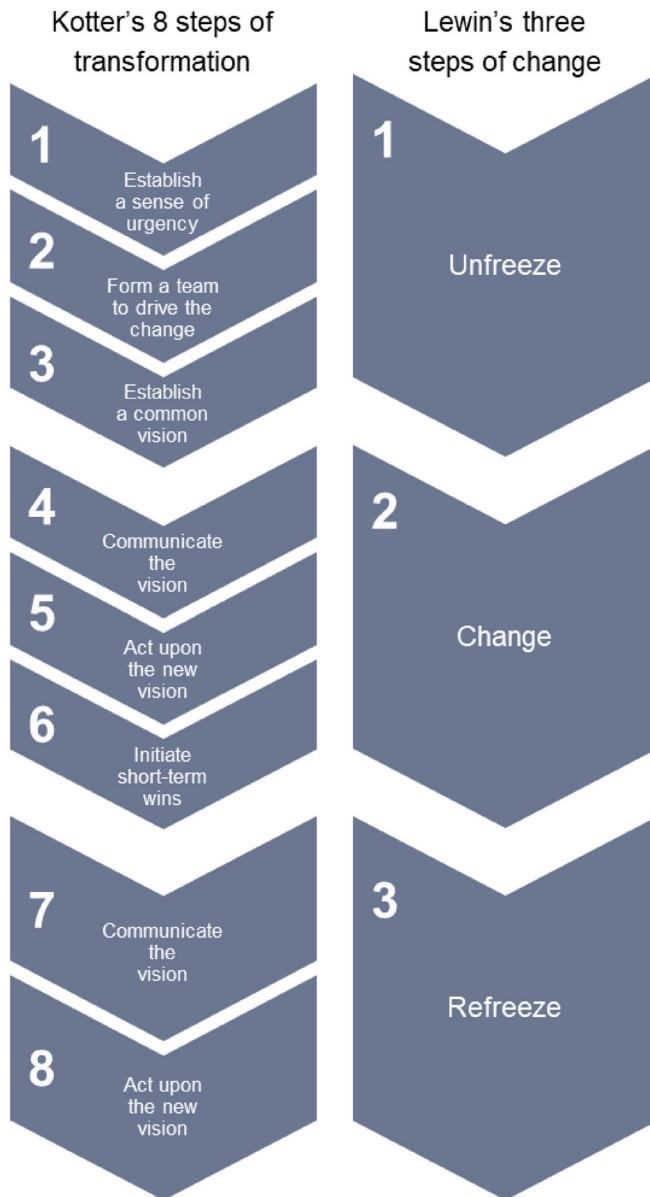 Kotter's 8 steps of
transformation
1
Establish
a sense of
urgency
2
Form a team
to drive the
change
3
Establish
a common
vision
4
Communicate
the
vision
5
Act upon
the new
vision
6
Initiate
short-term
wins
7
Communicate
the
vision
8
Act upon
the new
vision
Lewin's three
steps of change
1
Unfreeze
2
Change
3
Refreeze